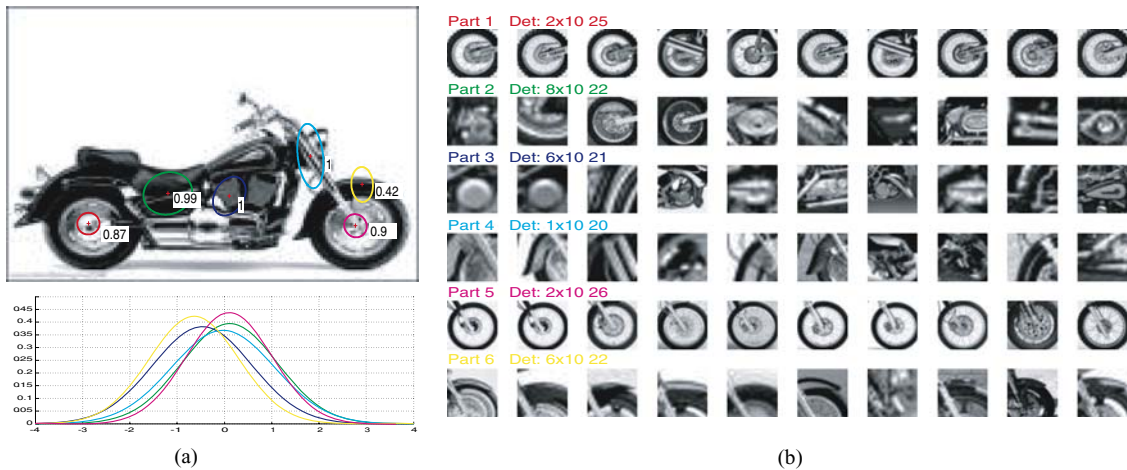 1
0.42
0.99
1
0.87
0.9
0.45
0.4
0.35
0.3
0.25
0.2
0.15
0.1
0.05
0
-4 -3 -2 -1 0 1 2 3 4
(a)
Part 1 Det: 2x10 25
Part 2 Det: 8x10 22
Part 3 Det: 6x10 21
Part 4 Det: 1x10 20
Part 5 Det: 2x10 26
Part 6 Det: 6x10 22
(b)